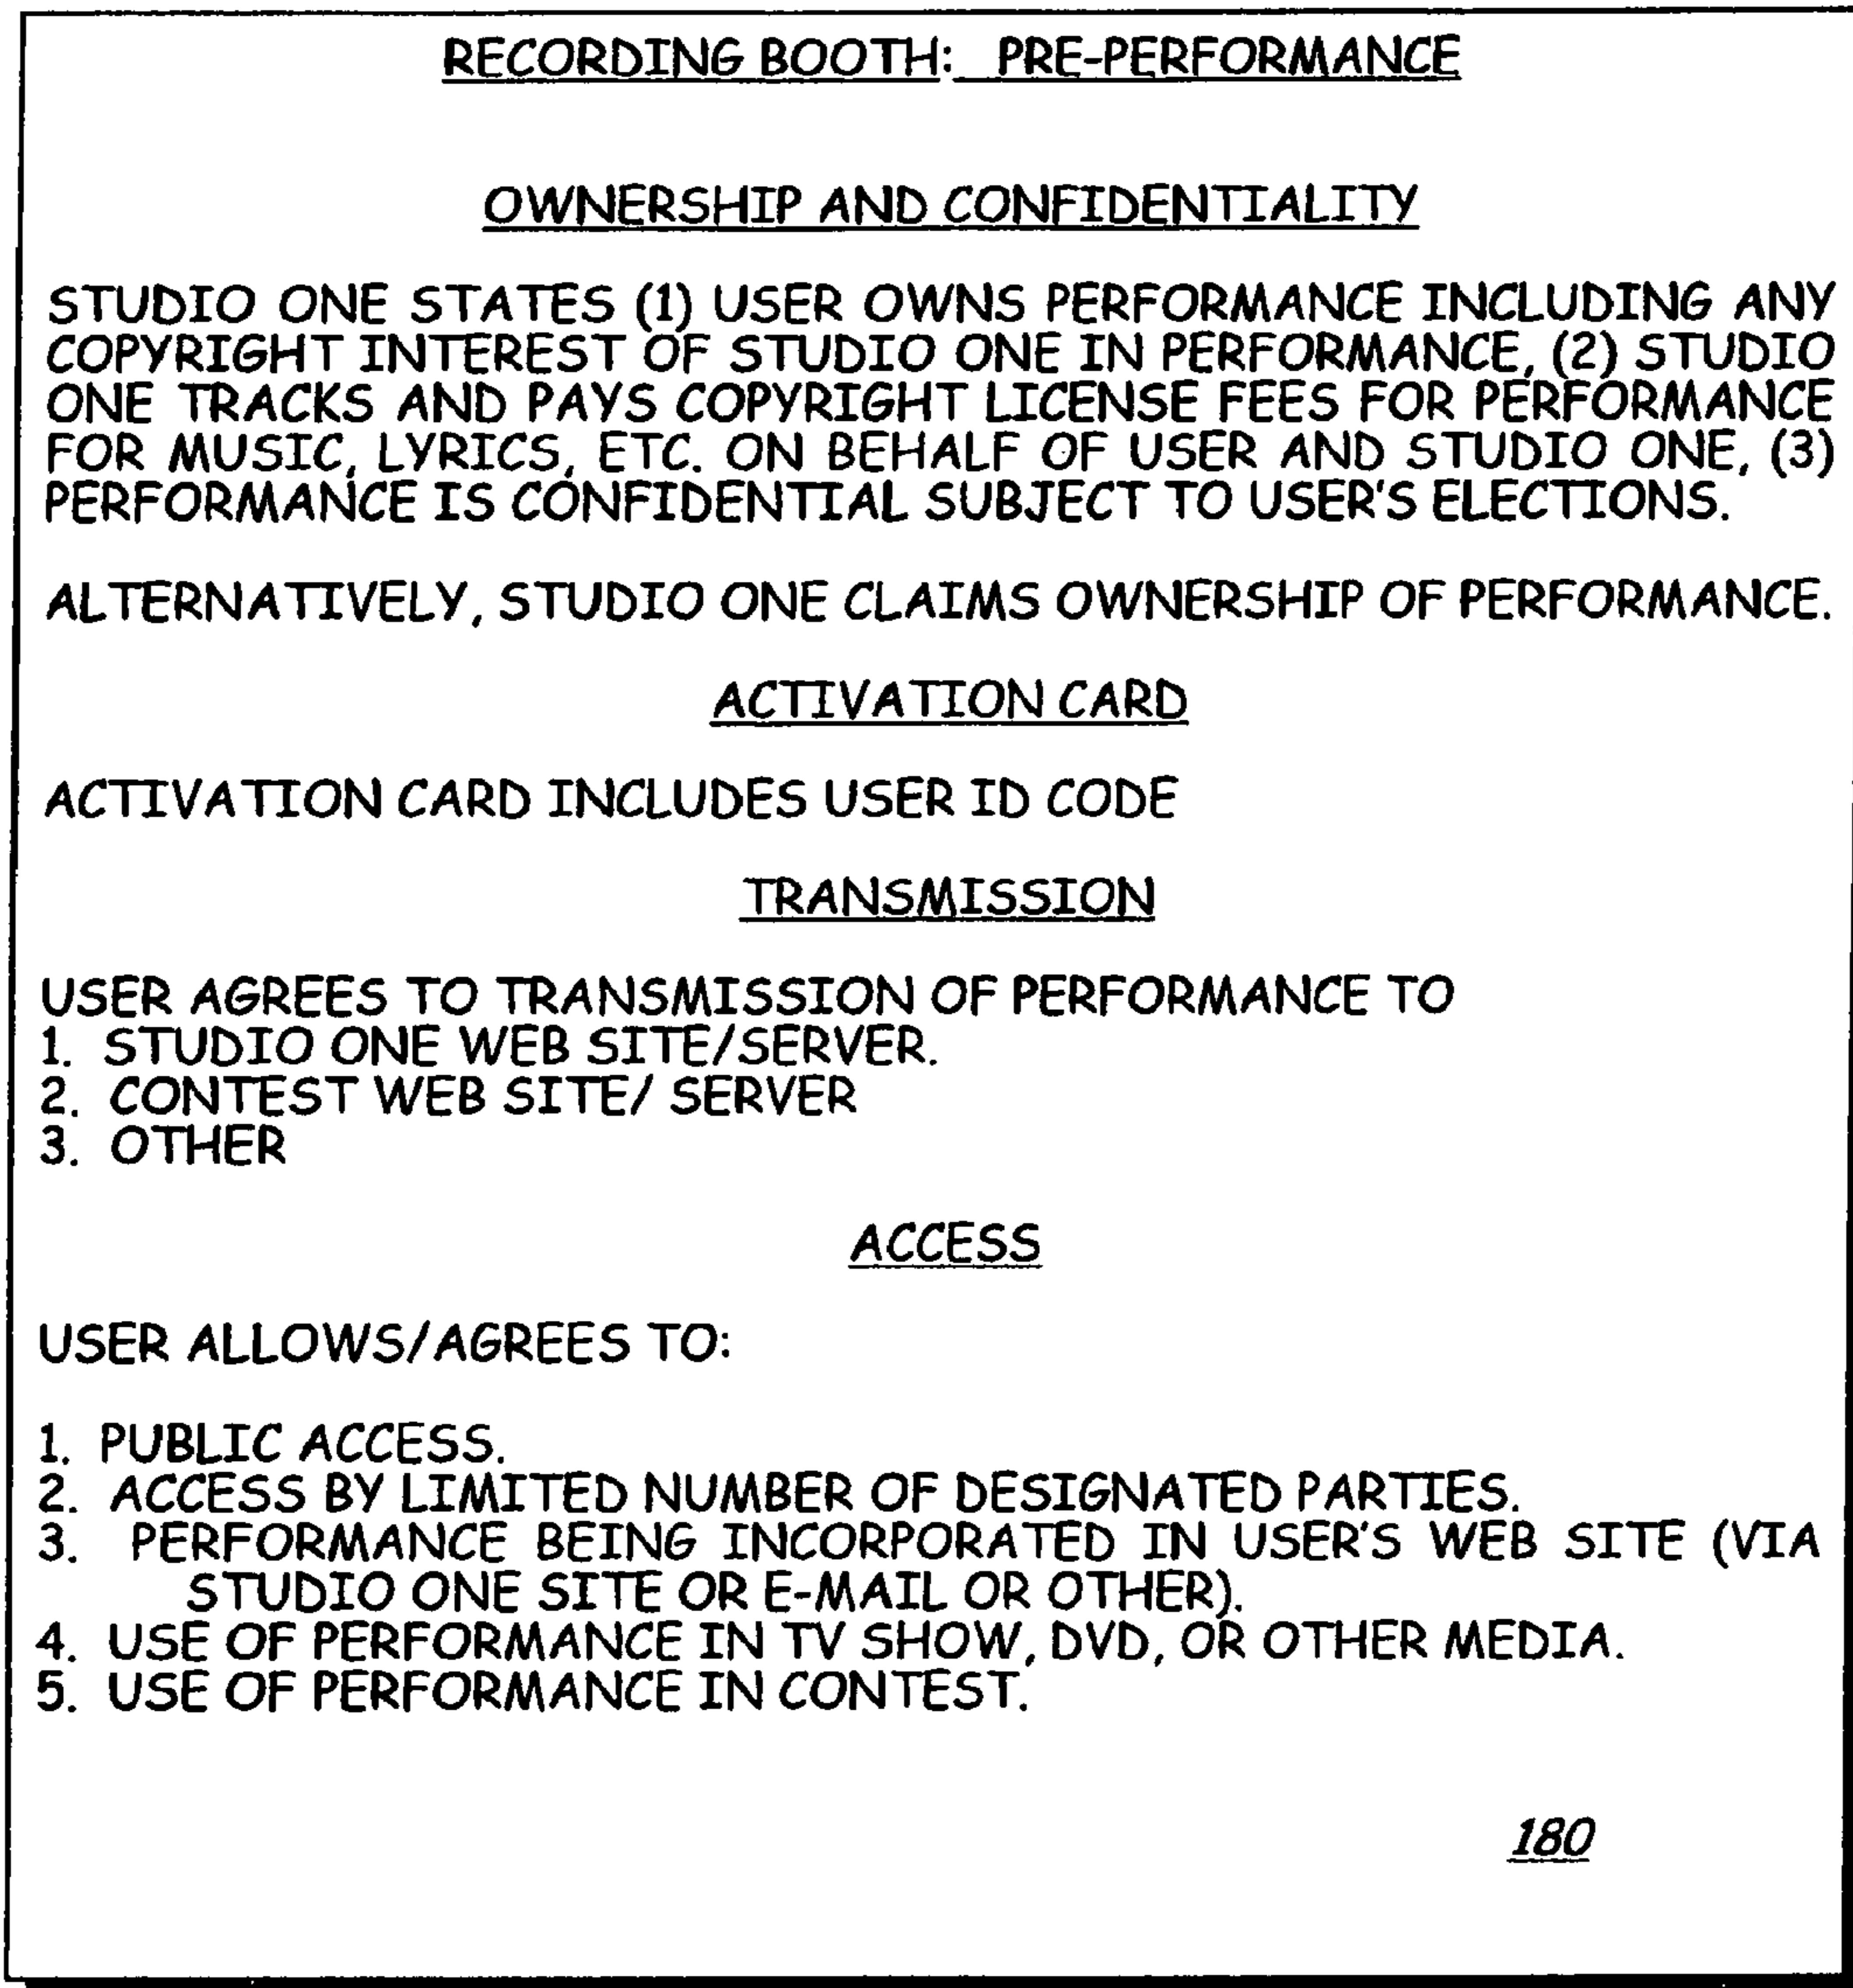 RECORDING BOOTH: PRE-PERFORMANCE
OWNERSHIP AND CONFIDENTIALITY
STUDIO ONE STATES (1) USER OWNS PERFORMANCE INCLUDING ANY
COPYRIGHT INTEREST OF STUDIO ONE IN PERFORMANCE, (2) STUDIO
ONE TRACKS AND PAYS COPYRIGHT LICENSE FEES FOR PERFORMANCE
FOR MUSIC, LYRICS, ETC. ON BEHALF OF USER AND STUDIO ONE, (3)
PERFORMANCE IS CONFIDENTIAL SUBJECT TO USER'S ELECTIONS.
ALTERNATIVELY, STUDIO ONE CLAIMS OWNERSHIP OF PERFORMANCE.
ACTIVATION CARD
ACTIVATION CARD INCLUDES USER ID CODE
TRANSMISSION
USER AGREES TO TRANSMISSION OF PERFORMANCE TO
1. STUDIO ONE WEB SITE/SERVER.
2. CONTEST WEB SITE/ SERVER
3. OTHER
ACCESS
USER ALLOWS/AGREES TO:
1. PUBLIC ACCESS.
2. ACCESS BY LIMITED NUMBER OF DESIGNATED PARTIES.
3. PERFORMANCE BEING INCORPORATED IN USER'S WEB SITE (VIA
STUDIO ONE SITE OR E-MAIL OR OTHER).
4. USE OF PERFORMANCE IN TV SHOW, DVD, OR OTHER MEDIA.
5. USE OF PERFORMANCE IN CONTEST.
180